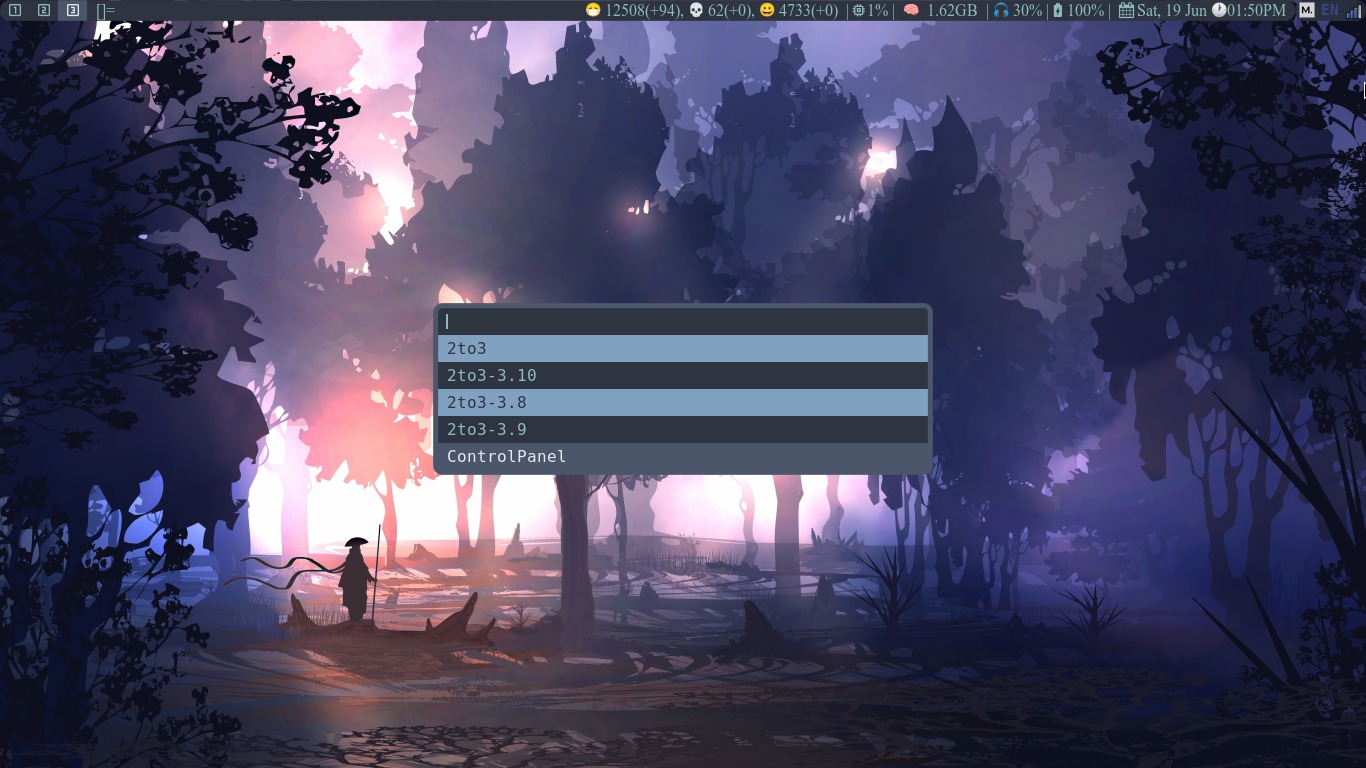 1 2 3 []= 😷 12508(+94), 💀 62(+0), 😀 4733(+0) | 1% | 🧠 1.62GB | 🎧 30% | 100% | Sat, 19 Jun 🕐01:50PM M. EN
2to3
2to3-3.10
2to3-3.8
2to3-3.9
ControlPanel